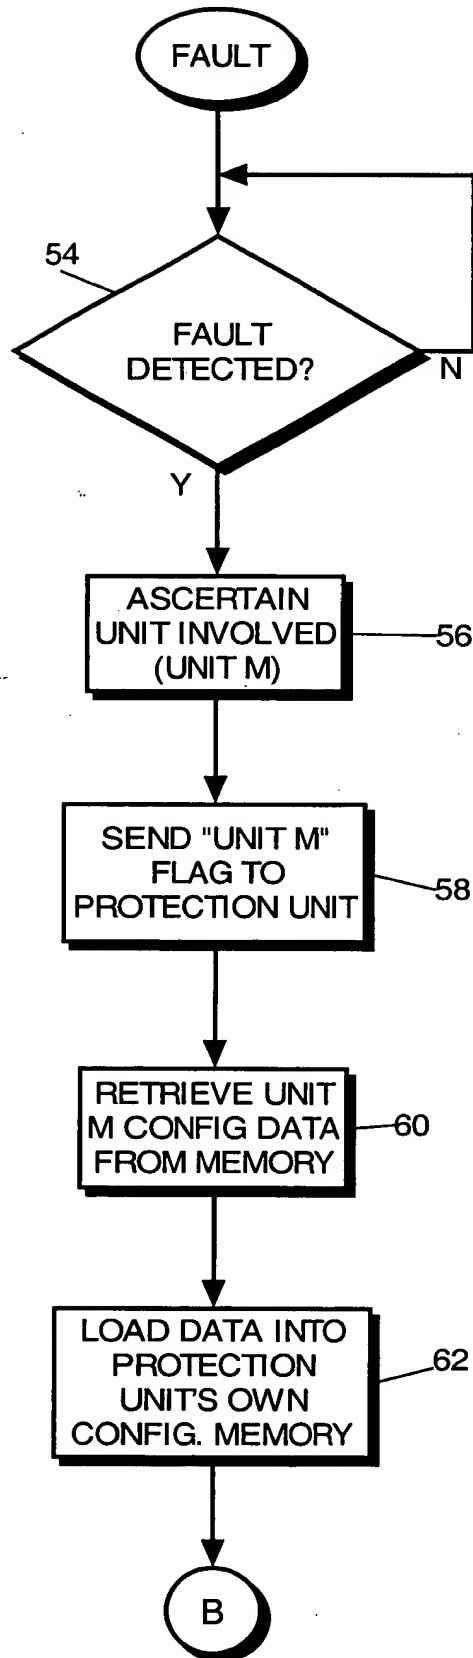 FAULT
54
FAULT
DETECTED?
N
Y
ASCERTAIN
UNIT INVOLVED
(UNIT M)
56
SEND "UNIT M"
FLAG TO
PROTECTION UNIT
58
RETRIEVE UNIT
M CONFIG DATA
FROM MEMORY
60
LOAD DATA INTO
PROTECTION
UNIT'S OWN
CONFIG. MEMORY
62
B